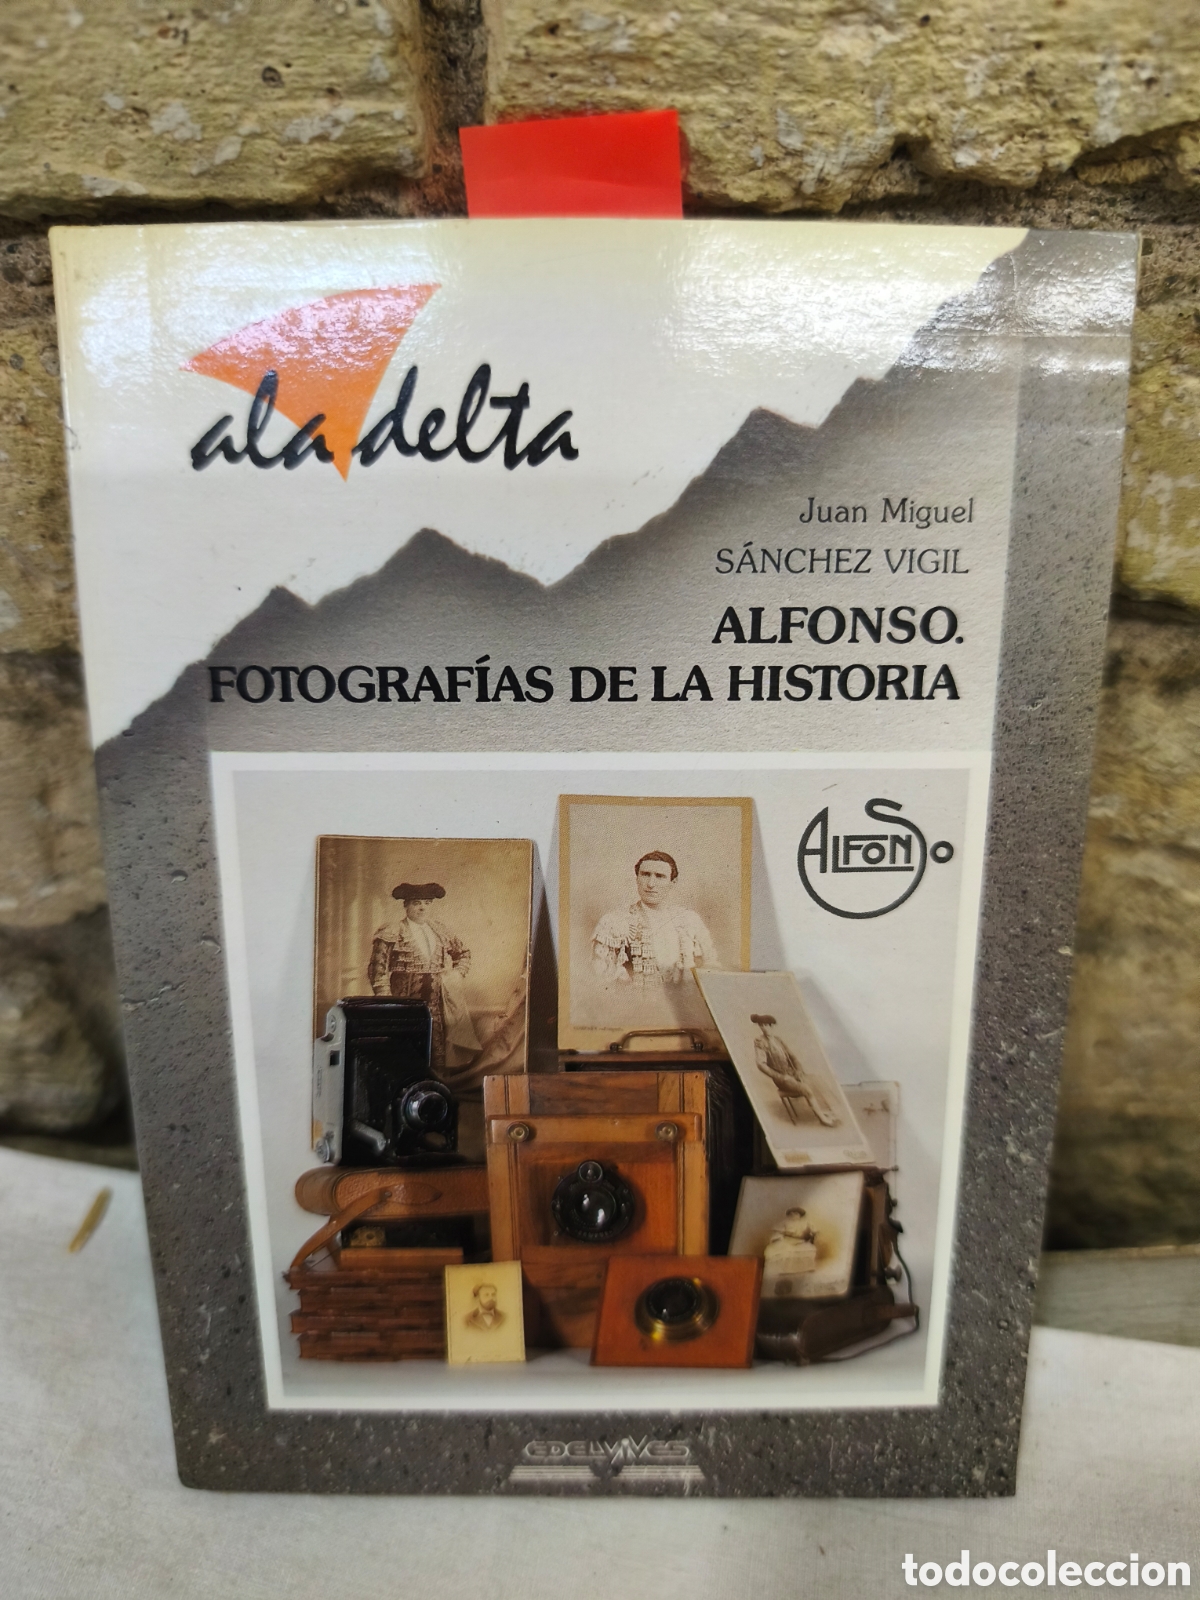 ala delta
Juan Miguel
SÁNCHEZ VIGIL
ALFONSO.
FOTOGRAFÍAS DE LA HISTORIA
ALFONSO
EDELVIVES
todocoleccion